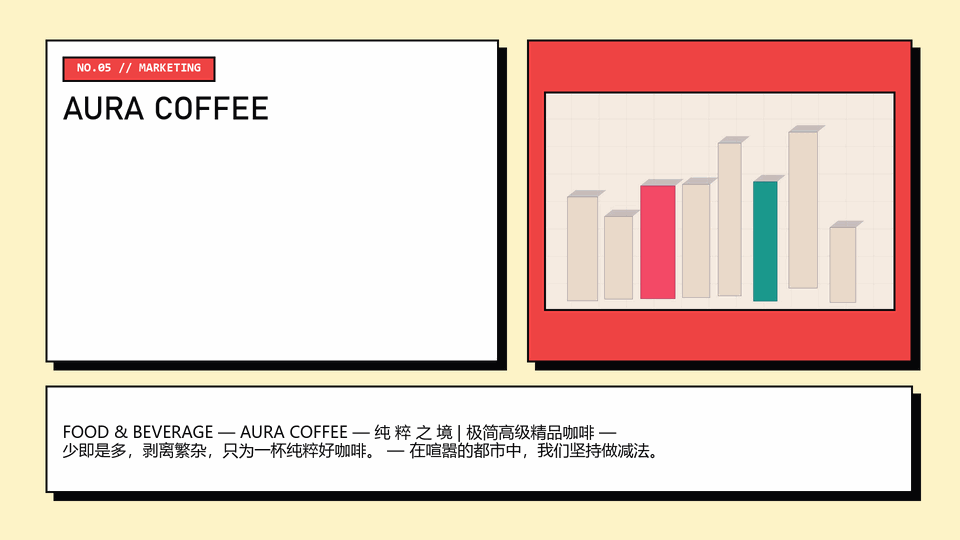 NO.05 // MARKETING
AURA COFFEE
FOOD & BEVERAGE — AURA COFFEE — 纯 粹 之 境 | 极简高级精品咖啡 —
少即是多，剥离繁杂，只为一杯纯粹好咖啡。 — 在喧嚣的都市中，我们坚持做减法。